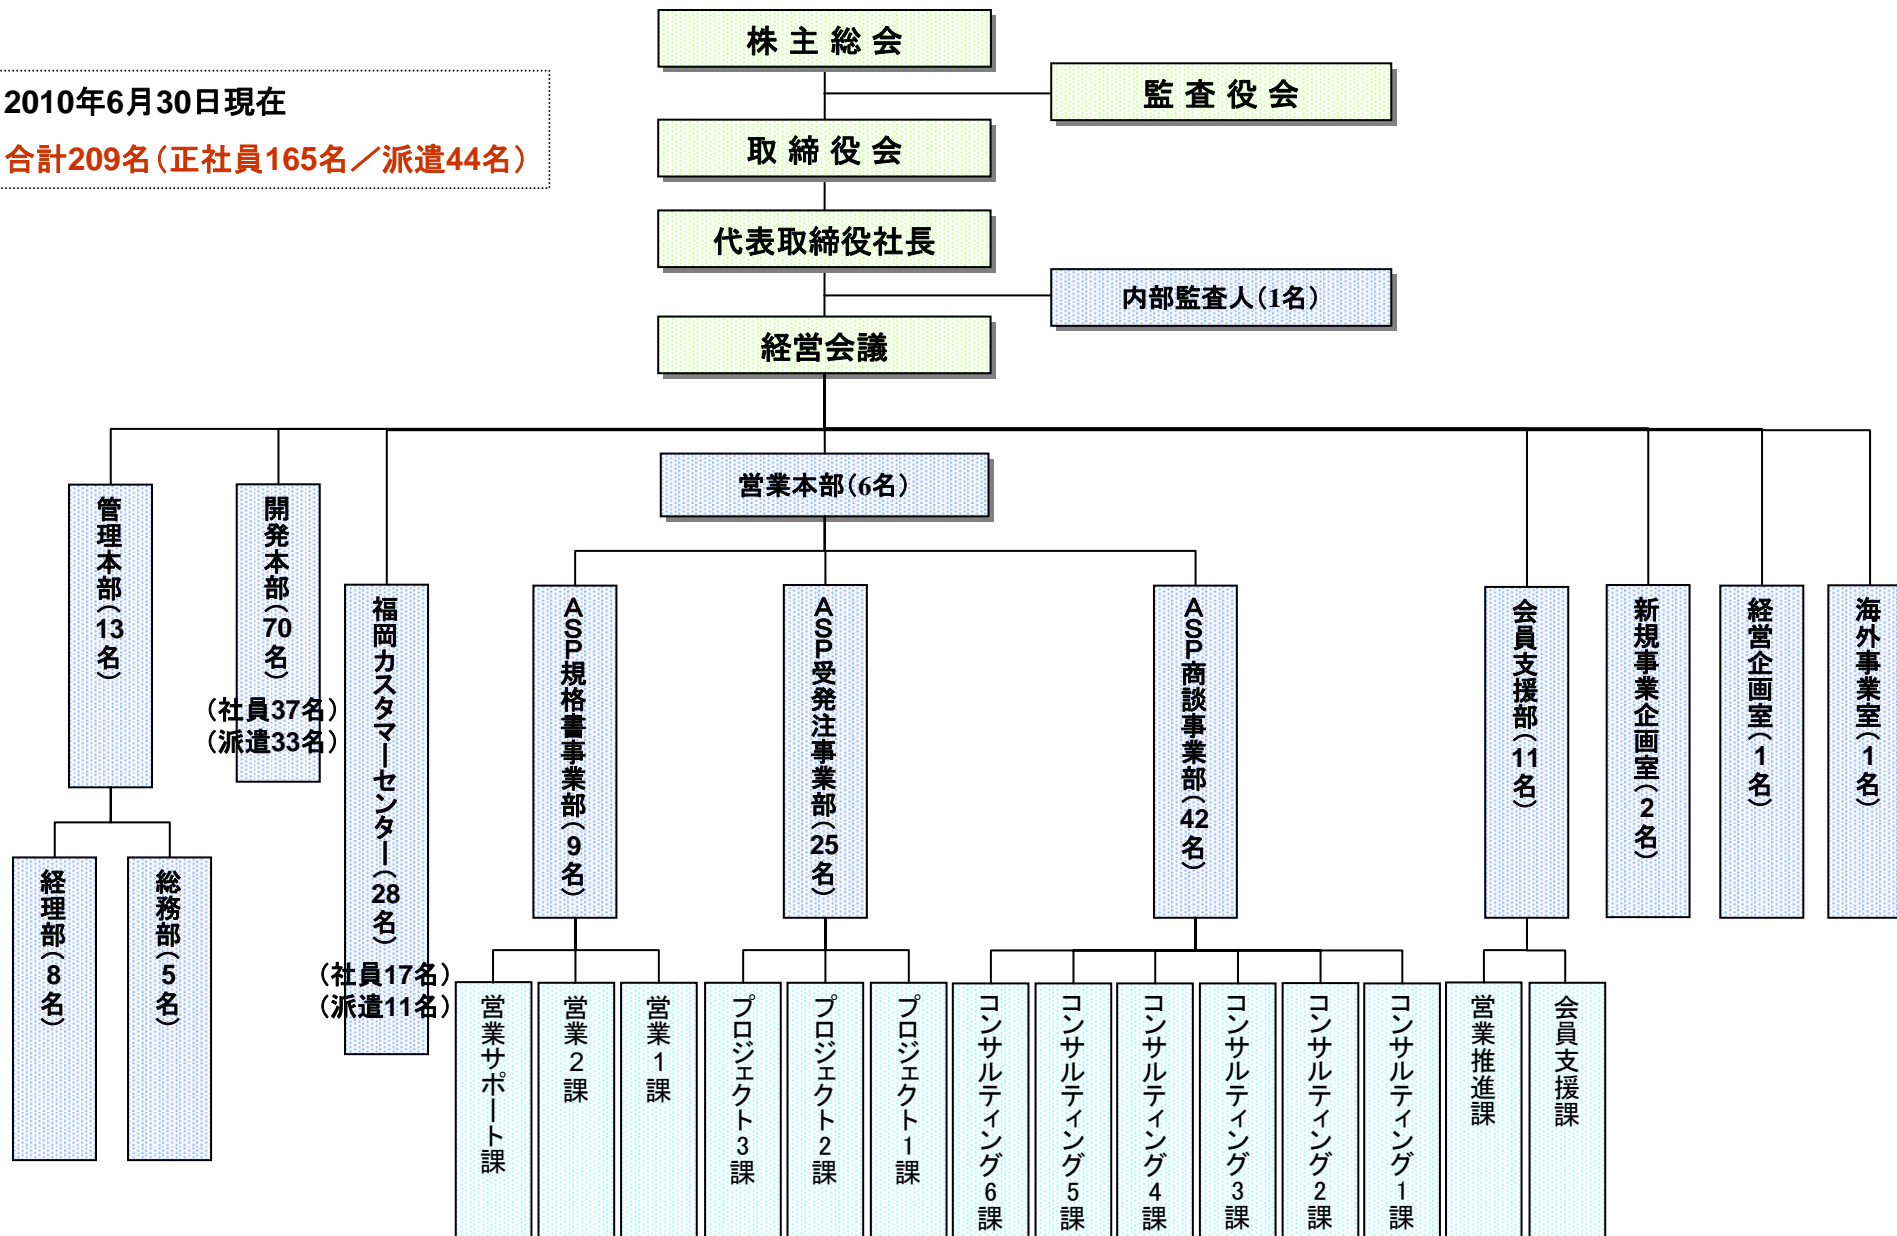 株主総会
2010年6月30日現在
合計209名（正社員165名／派遣44名）
監査役会
取締役会
代表取締役社長
内部監査人（1名）
経営会議
営業本部（6名）
管理本部（13名）
開発本部（70名）
（社員37名）
（派遣33名）
福岡カスタマーセンター（28名）
（社員17名）
（派遣11名）
ＡＳＰ規格書事業部（9名）
ＡＳＰ受発注事業部（25名）
ＡＳＰ商談事業部（42名）
会員支援部（11名）
新規事業企画室（2名）
経営企画室（1名）
海外事業室（1名）
経理部（8名）
総務部（5名）
営業サポート課
営業２課
営業１課
プロジェクト３課
プロジェクト２課
プロジェクト１課
コンサルティング６課
コンサルティング５課
コンサルティング４課
コンサルティング３課
コンサルティング２課
コンサルティング１課
営業推進課
会員支援課